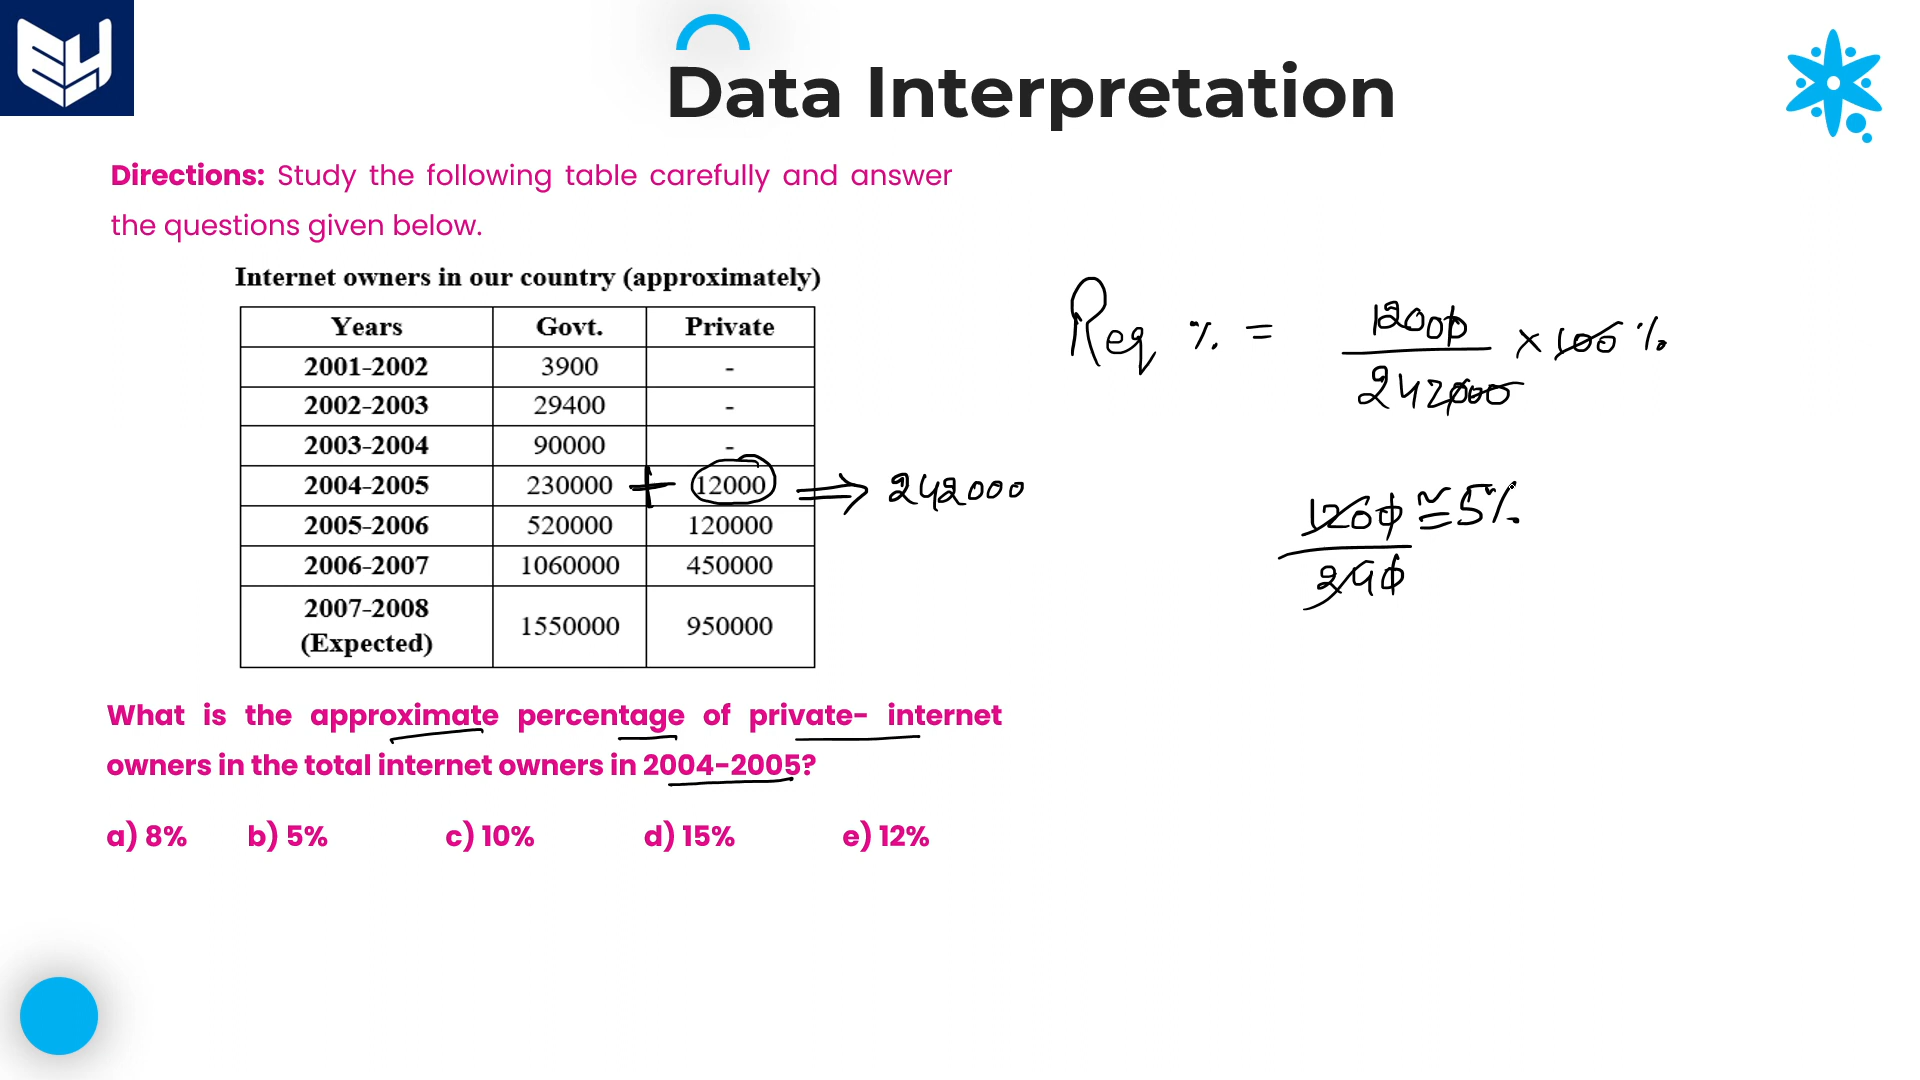 EY
Data Interpretation
Directions: Study the following table carefully and answer
the questions given below.
Internet owners in our country (approximately)
Years Govt. Private
2001-2002 3900 -
2002-2003 29400 -
2003-2004 90000 -
2004-2005 230000 + 12000 ⇒ 242000
2005-2006 520000 120000
2006-2007 1060000 450000
2007-2008
(Expected) 1550000 950000
What is the approximate percentage of private- internet
owners in the total internet owners in 2004-2005?
a) 8% b) 5% c) 10% d) 15% e) 12%
Req % = 12000 × 100 %
242000
1200 ≅ 5%
240